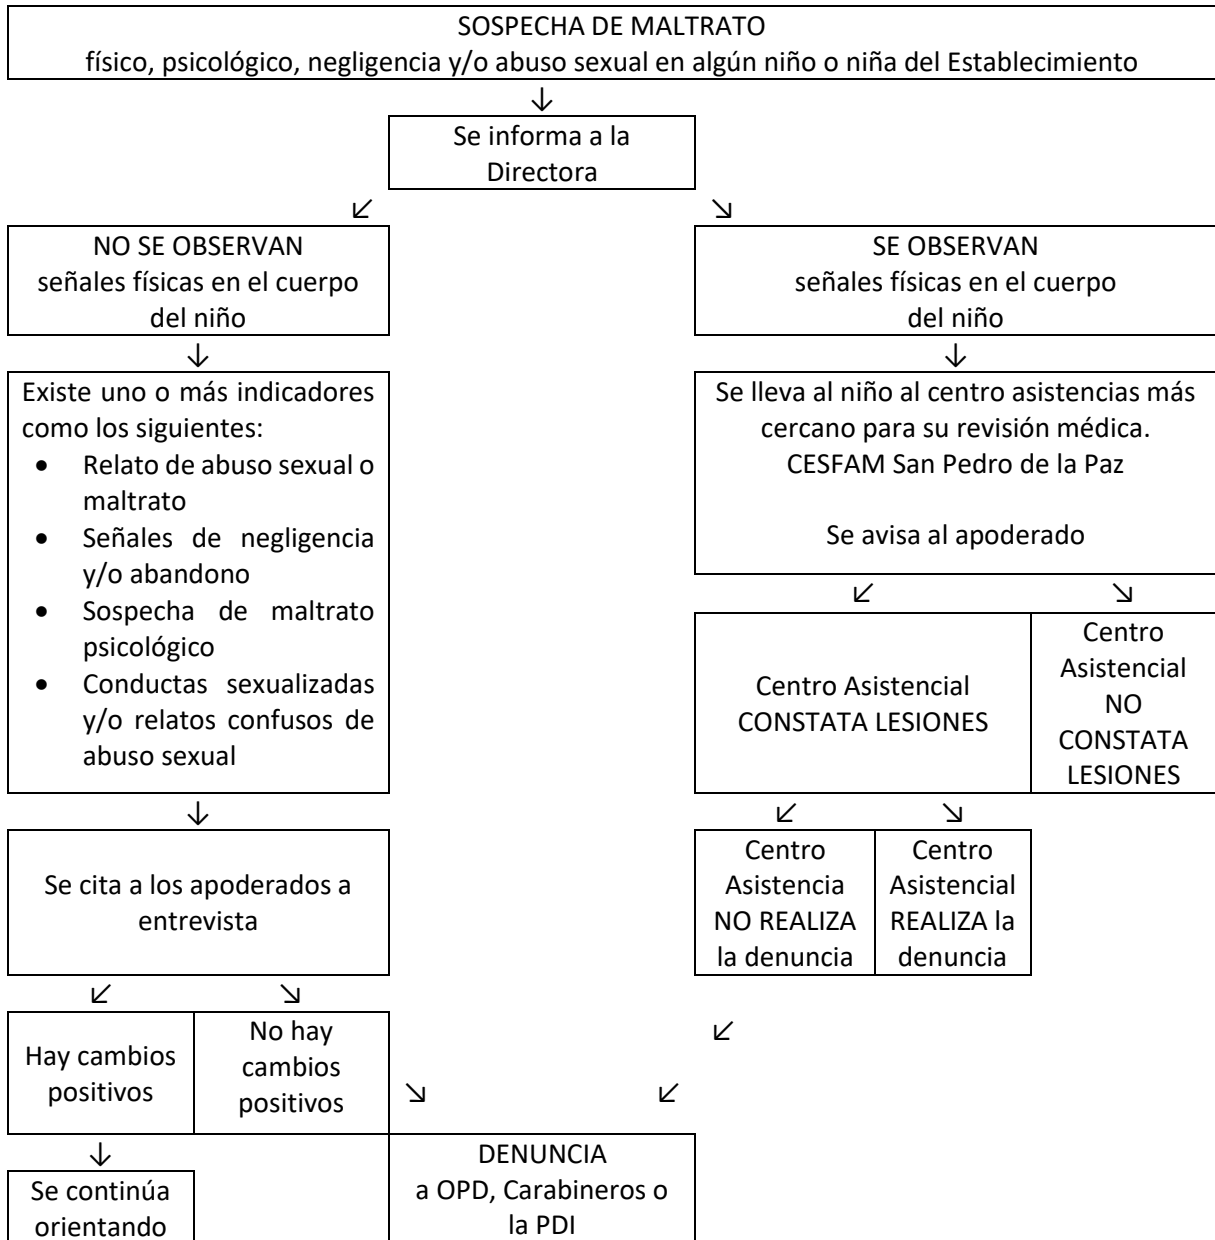 SOSPECHA DE MALTRATO
físico, psicológico, negligencia y/o abuso sexual en algún niño o niña del Establecimiento
Se informa a la
Directora
NO SE OBSERVAN
señales físicas en el cuerpo
del niño
SE OBSERVAN
señales físicas en el cuerpo
del niño
Existe uno o más indicadores
como los siguientes:
• Relato de abuso sexual o
maltrato
• Señales de negligencia
y/o abandono
• Sospecha de maltrato
psicológico
• Conductas sexualizadas
y/o relatos confusos de
abuso sexual
Se lleva al niño al centro asistencias más
cercano para su revisión médica.
CESFAM San Pedro de la Paz
Se avisa al apoderado
Centro Asistencial
CONSTATA LESIONES
Centro
Asistencial
NO
CONSTATA
LESIONES
Se cita a los apoderados a
entrevista
Centro
Asistencia
NO REALIZA
la denuncia
Centro
Asistencial
REALIZA la
denuncia
Hay cambios
positivos
No hay
cambios
positivos
Se continúa
orientando
DENUNCIA
a OPD, Carabineros o
la PDI